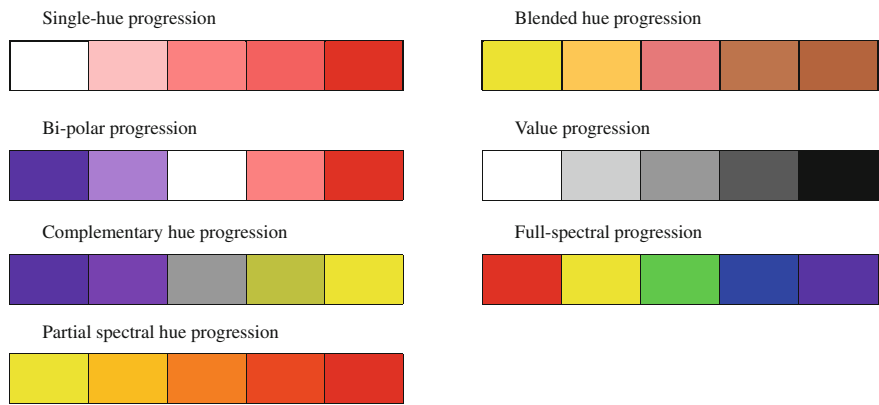 Single-hue progression
Blended hue progression
Bi-polar progression
Value progression
Complementary hue progression
Full-spectral progression
Partial spectral hue progression